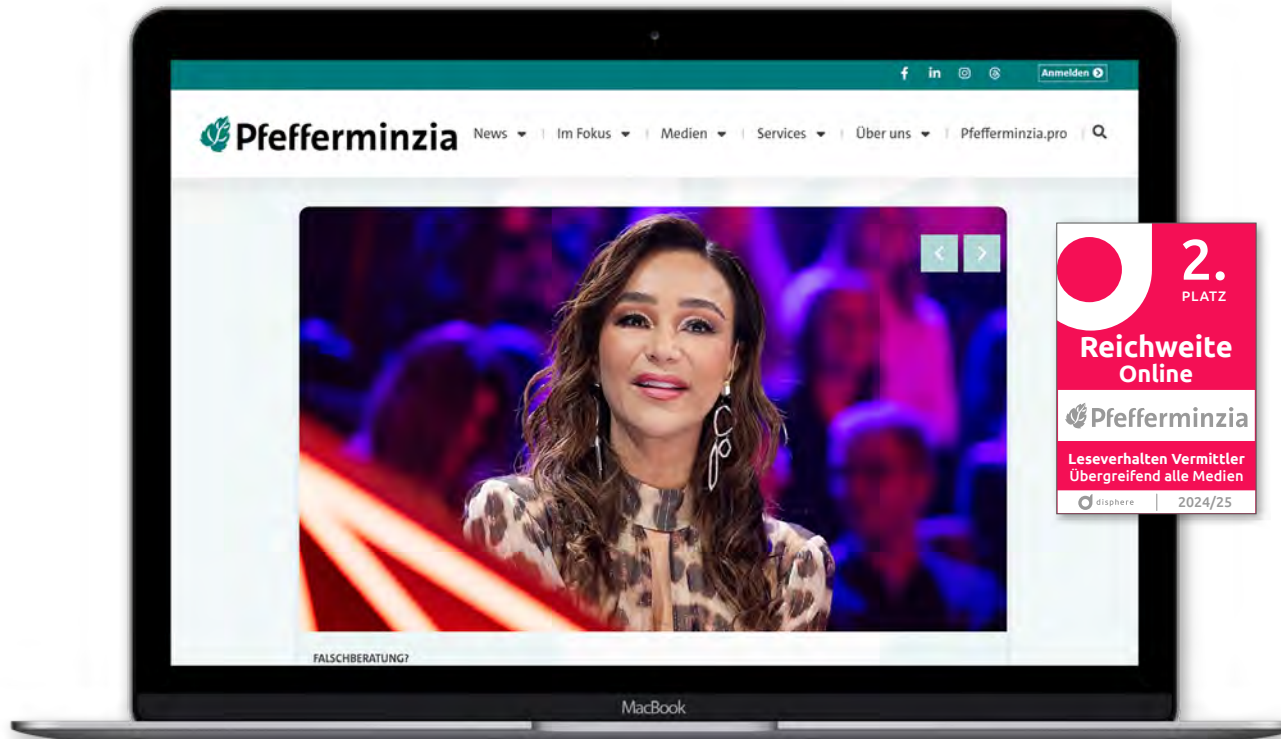 Anmelden
Pfefferminzia
News
Im Fokus
Medien
Services
Über uns
Pfefferminzia.pro
FALSCHBERATUNG?
MacBook
2.
PLATZ
Reichweite
Online
Pfefferminzia
Leseverhalten Vermittler
Übergreifend alle Medien
disphere
2024/25